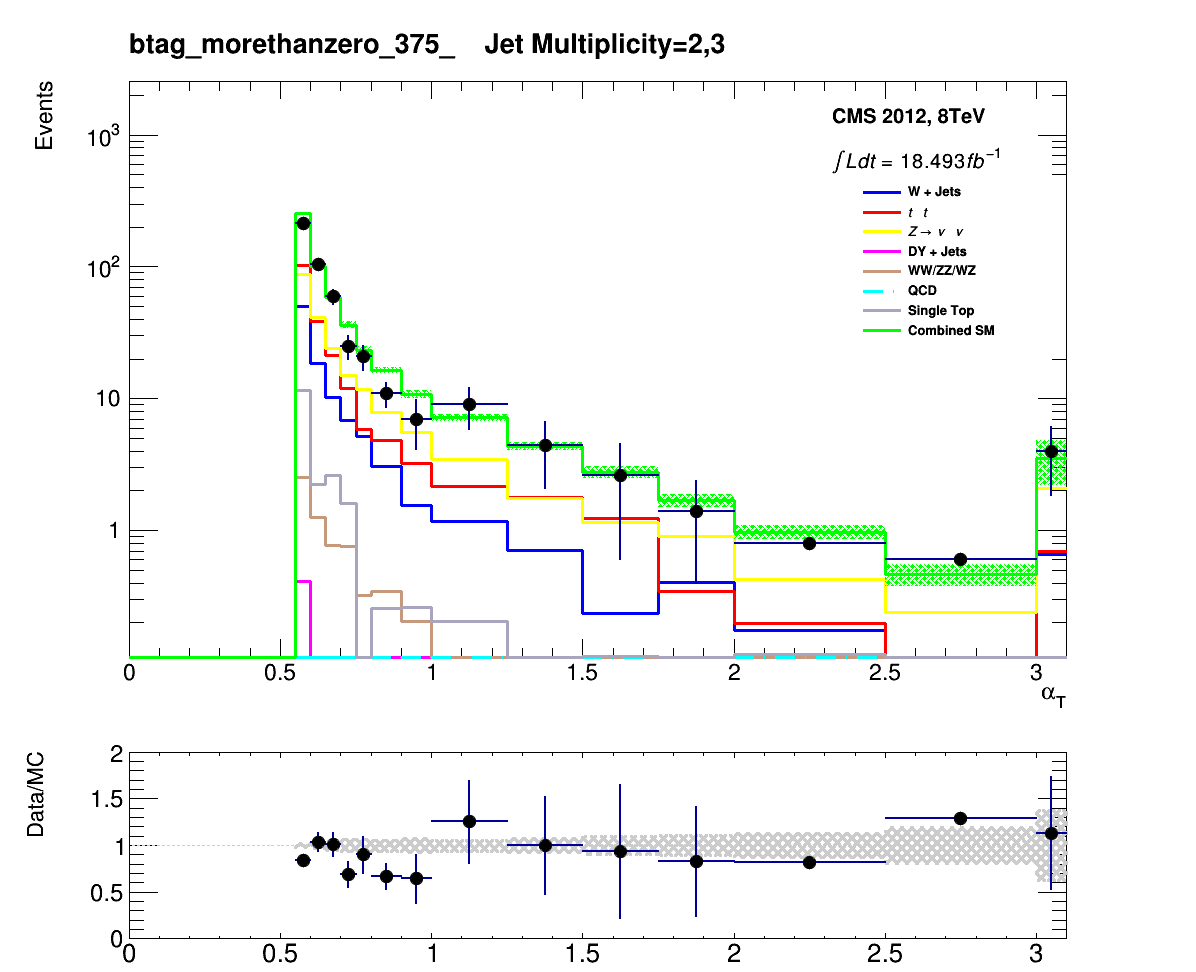 btag_morethanzero_375_ Jet Multiplicity=2,3
Events
CMS 2012, 8TeV
∫Ldt = 18.493fb⁻¹
W + Jets
t t
Z→ ν ν
DY + Jets
WW/ZZ/WZ
QCD
Single Top
Combined SM
10³
10²
10
1
0 0.5 1 1.5 2 2.5 3
α_T
Data/MC
2
1.5
1
0.5
0
0 0.5 1 1.5 2 2.5 3